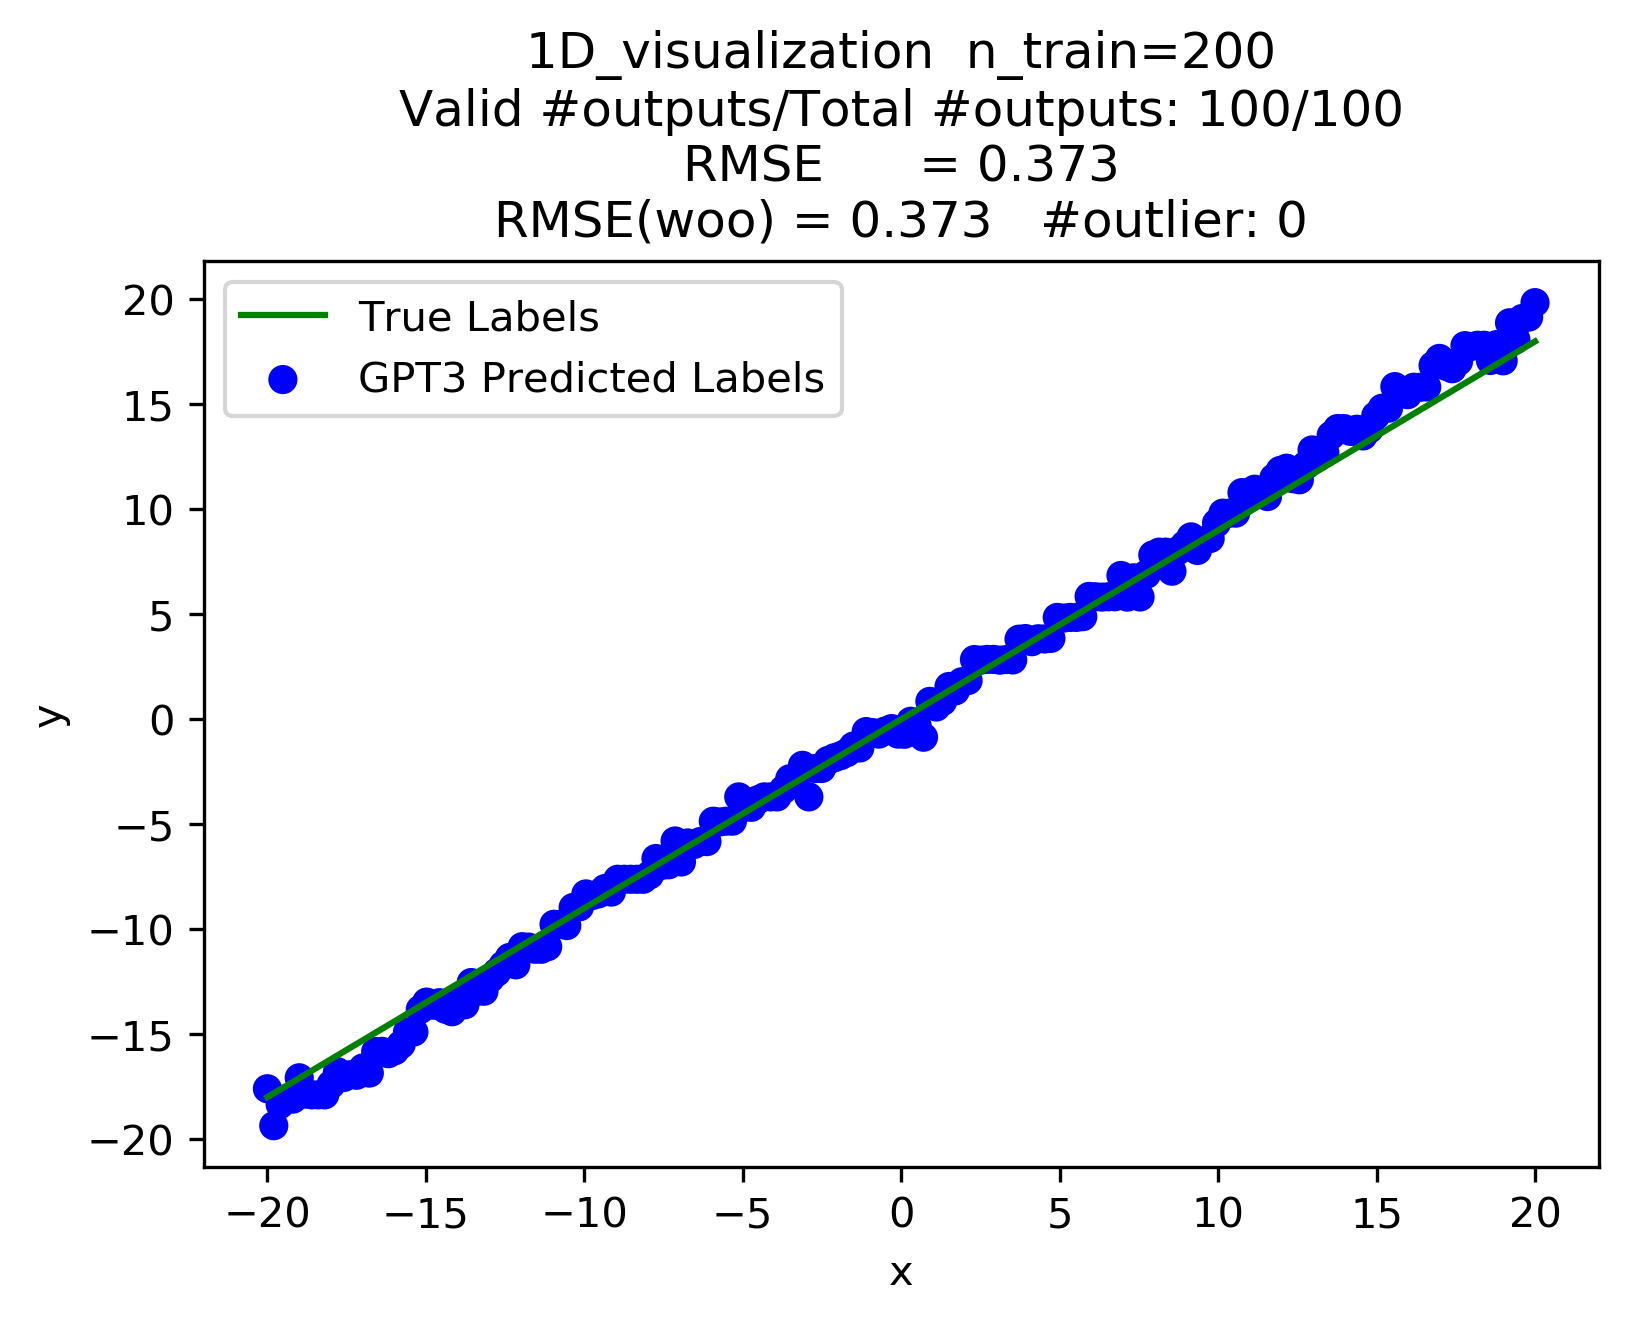 1D_visualization  n_train=200
Valid #outputs/Total #outputs: 100/100
RMSE      = 0.373
RMSE(woo) = 0.373   #outlier: 0
True Labels
GPT3 Predicted Labels
20
15
10
5
0
−5
−10
−15
−20
y
−20 −15 −10 −5 0 5 10 15 20
x